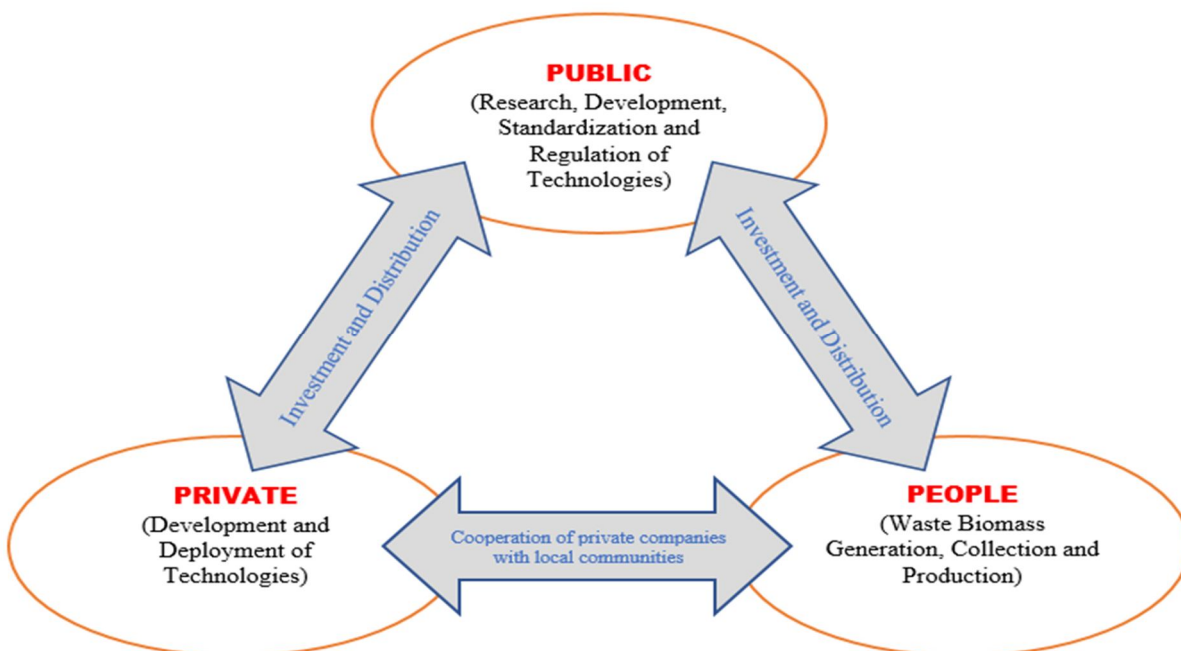 PUBLIC
(Research, Development,
Standardization and
Regulation of
Technologies)
Investment and Distribution
Investment and Distribution
PRIVATE
(Development and
Deployment of
Technologies)
Cooperation of private companies
with local communities
PEOPLE
(Waste Biomass
Generation, Collection and
Production)